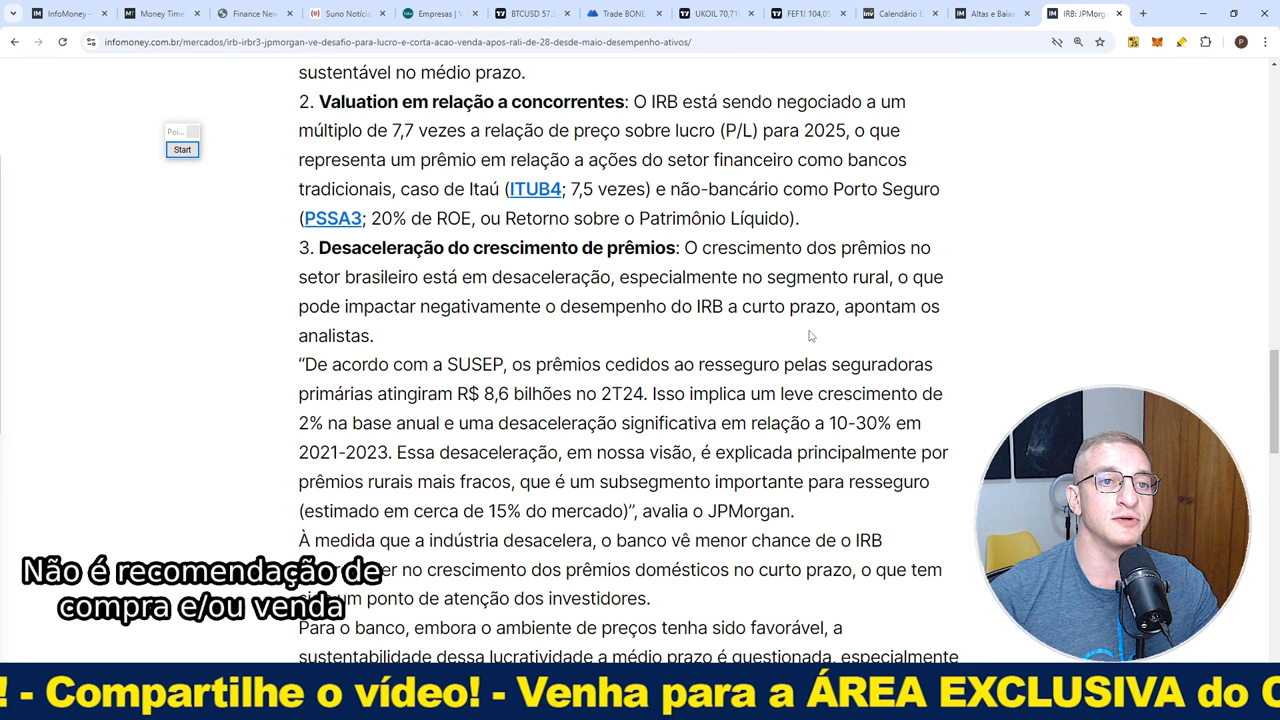 InfoMoney -
Money Time
Finance New
Suno Notíci
Empresas | V
BTCUSD 57.
Trade BONE
UKOIL 70,71
FEF1! 104,05
Calendário E
Altas e Baixa
IRB: JPMorg
infomoney.com.br/mercados/irb-irbr3-jpmorgan-ve-desafio-para-lucro-e-corta-acao-venda-apos-rali-de-28-desde-maio-desempenho-ativos/
sustentável no médio prazo.
2. Valuation em relação a concorrentes: O IRB está sendo negociado a um
múltiplo de 7,7 vezes a relação de preço sobre lucro (P/L) para 2025, o que
representa um prêmio em relação a ações do setor financeiro como bancos
tradicionais, caso de Itaú (ITUB4; 7,5 vezes) e não-bancário como Porto Seguro
(PSSA3; 20% de ROE, ou Retorno sobre o Patrimônio Líquido).
3. Desaceleração do crescimento de prêmios: O crescimento dos prêmios no
setor brasileiro está em desaceleração, especialmente no segmento rural, o que
pode impactar negativamente o desempenho do IRB a curto prazo, apontam os
analistas.
“De acordo com a SUSEP, os prêmios cedidos ao resseguro pelas seguradoras
primárias atingiram R$ 8,6 bilhões no 2T24. Isso implica um leve crescimento de
2% na base anual e uma desaceleração significativa em relação a 10-30% em
2021-2023. Essa desaceleração, em nossa visão, é explicada principalmente por
prêmios rurais mais fracos, que é um subsegmento importante para resseguro
(estimado em cerca de 15% do mercado)”, avalia o JPMorgan.
À medida que a indústria desacelera, o banco vê menor chance de o IRB
er no crescimento dos prêmios domésticos no curto prazo, o que tem
um ponto de atenção dos investidores.
Para o banco, embora o ambiente de preços tenha sido favorável, a
sustentabilidade dessa lucratividade a médio prazo é questionada, especialmente
Poi...
Start
Não é recomendação de
compra e/ou venda
! - Compartilhe o vídeo! - Venha para a ÁREA EXCLUSIVA do C